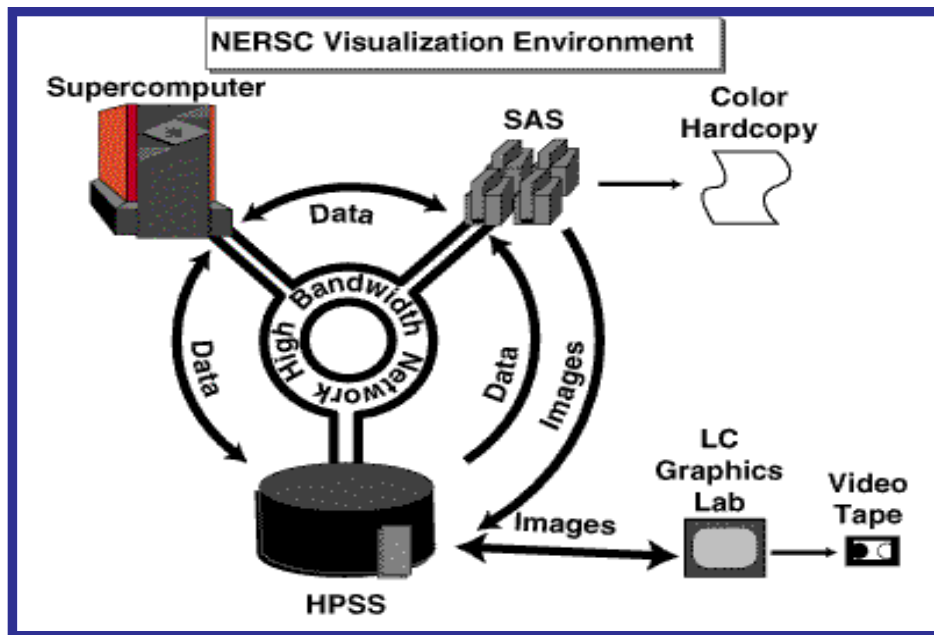 NERSC Visualization Environment
Supercomputer
SAS
Color
Hardcopy
Data
High Bandwidth Network
Data
Data
Images
LC
Graphics
Lab
Video
Tape
Images
HPSS